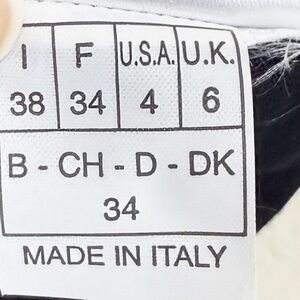 I F U.S.A. U.K.
38 34 4 6
B - CH - D - DK
34
MADE IN ITALY